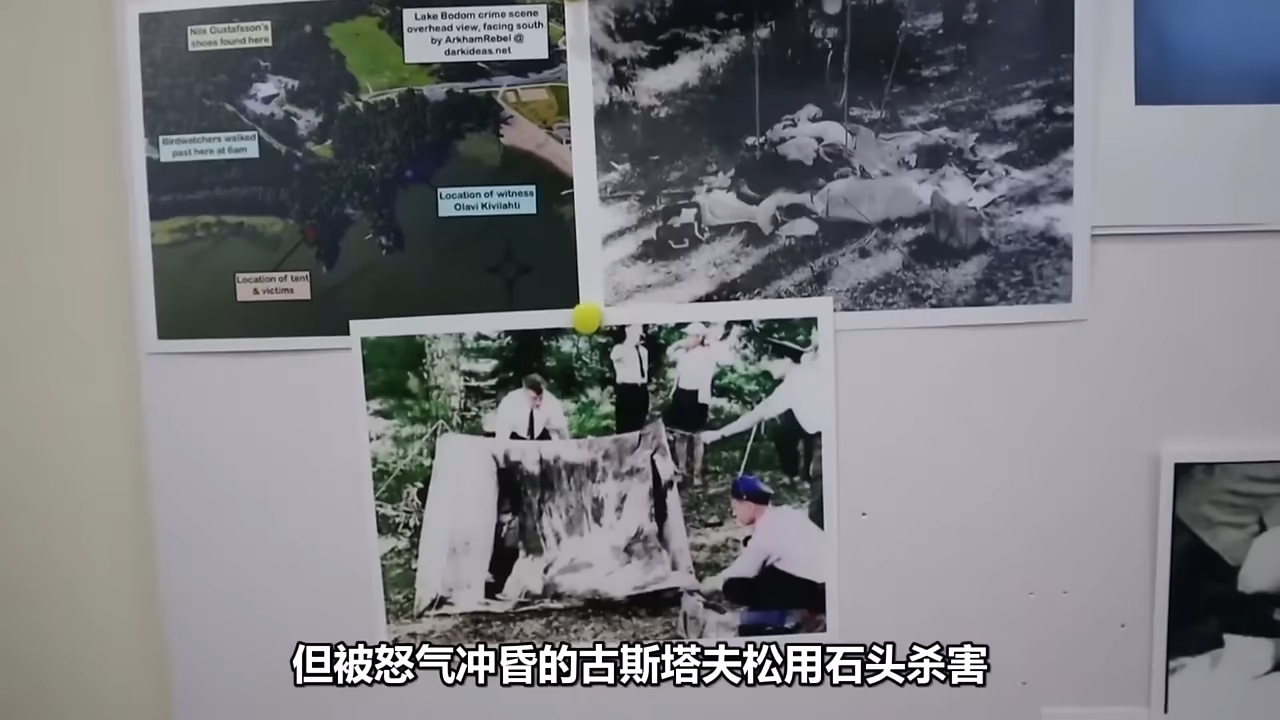 Nils Gustafsson's
shoes found here
Lake Bodom crime scene
overhead view, facing south
by ArkhamRebel @
darkideas.net
Birdwatchers walked
past here at 6am
Location of witness
Olavi Kivilahti
Location of tent
& victims
但被怒气冲昏的古斯塔夫松用石头杀害